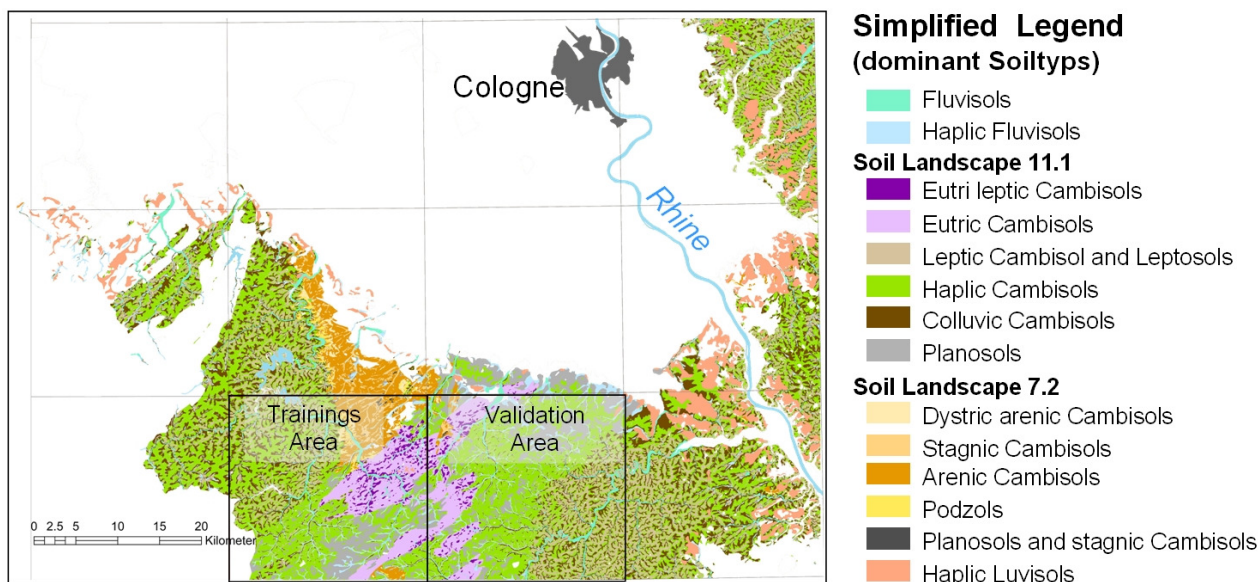 Cologne
Rhine
Trainings
Area
Validation
Area
0 2.5 5 10 15 20
Kilometer
Simplified Legend
(dominant Soiltyps)
Fluvisols
Haplic Fluvisols
Soil Landscape 11.1
Eutri leptic Cambisols
Eutric Cambisols
Leptic Cambisol and Leptosols
Haplic Cambisols
Colluvic Cambisols
Planosols
Soil Landscape 7.2
Dystric arenic Cambisols
Stagnic Cambisols
Arenic Cambisols
Podzols
Planosols and stagnic Cambisols
Haplic Luvisols